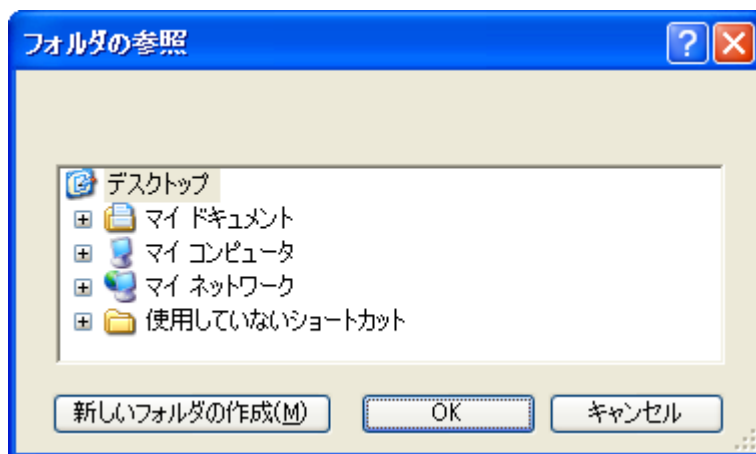 フォルダの参照
デスクトップ
マイ ドキュメント
マイ コンピュータ
マイ ネットワーク
使用していないショートカット
新しいフォルダの作成(M) OK キャンセル